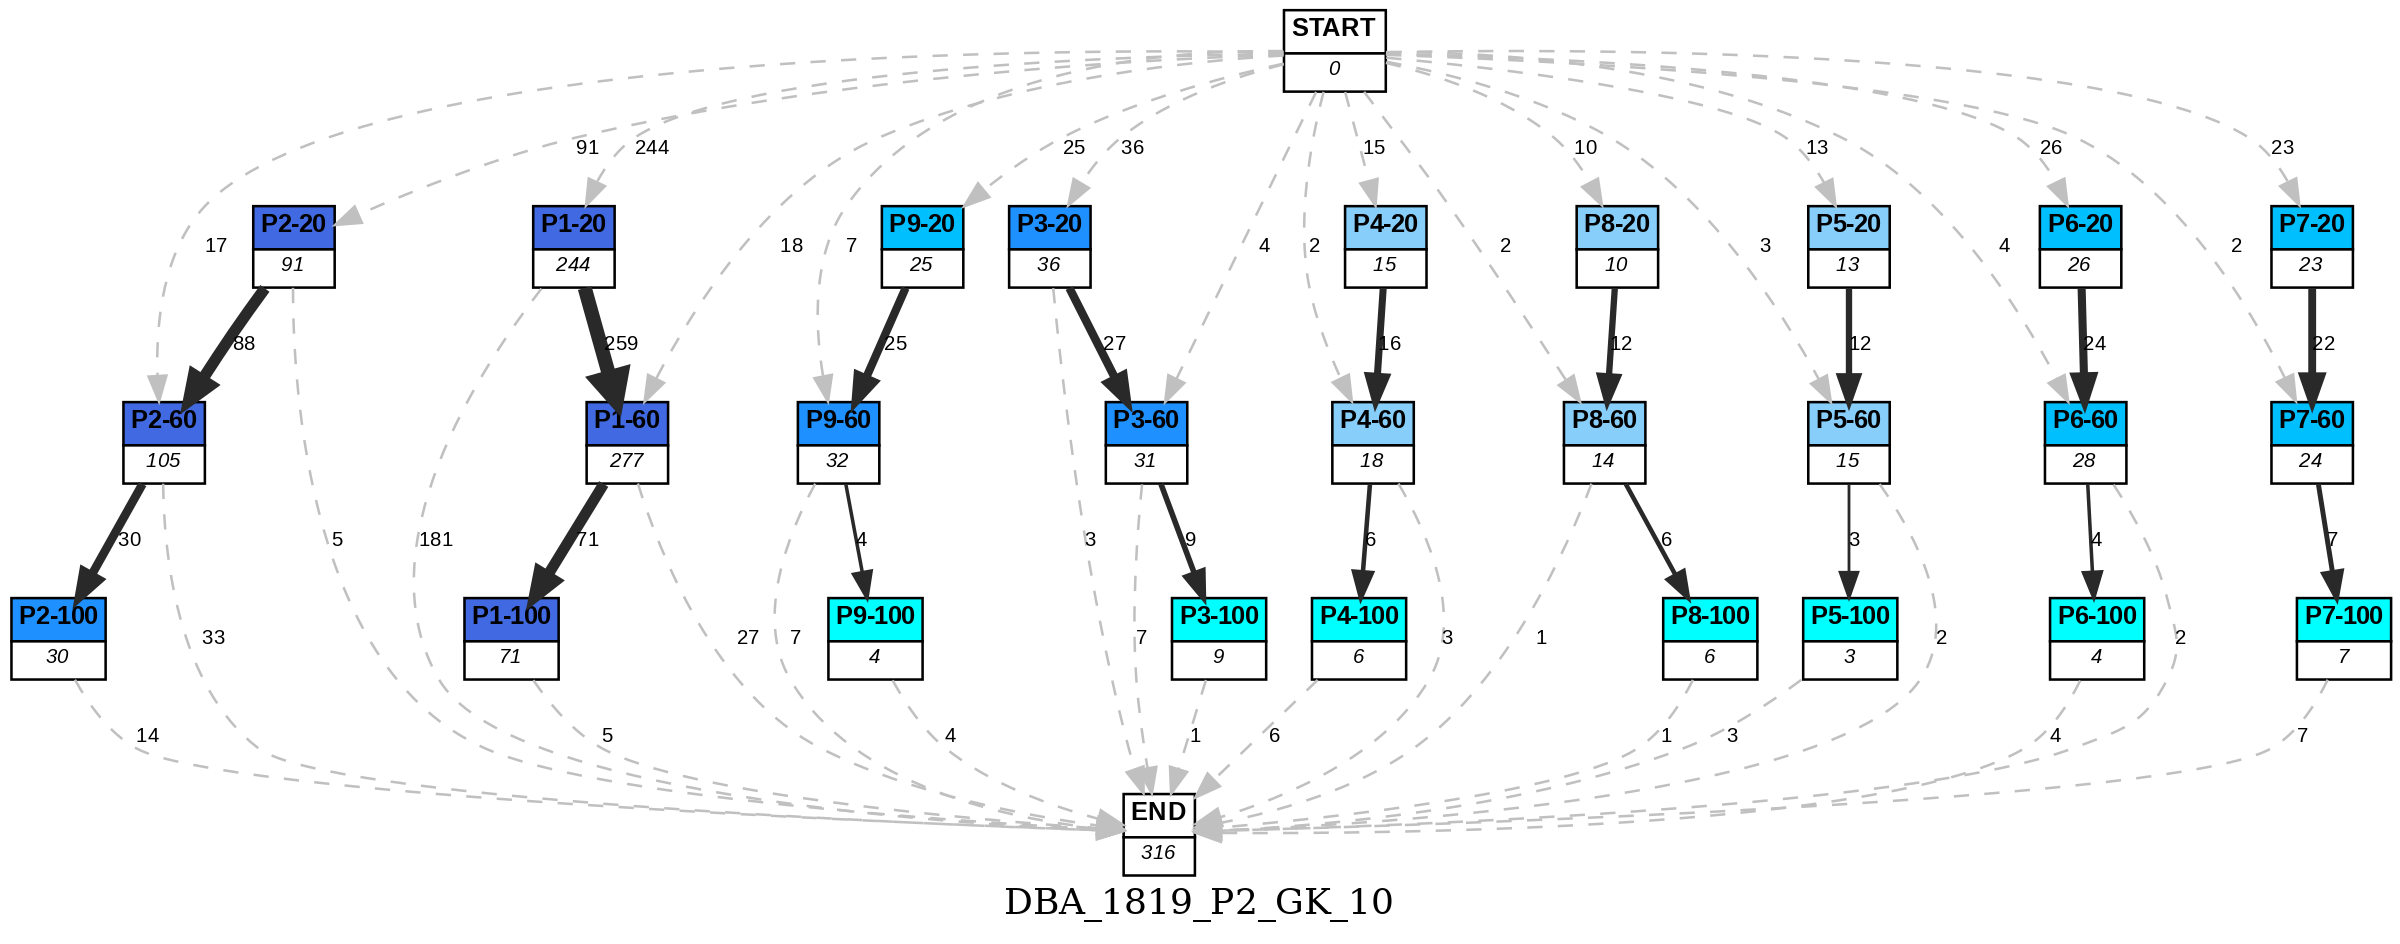 START
0
91
244
25
36
15
10
13
26
23
17
P2-20
91
P1-20
244
18
7
P9-20
25
P3-20
36
4
2
P4-20
15
2
P8-20
10
3
P5-20
13
4
P6-20
26
2
P7-20
23
88
259
25
27
16
12
12
24
22
P2-60
105
P1-60
277
P9-60
32
P3-60
31
P4-60
18
P8-60
14
P5-60
15
P6-60
28
P7-60
24
30
5
181
71
4
3
9
6
6
3
4
7
P2-100
30
33
P1-100
71
27
7
P9-100
4
7
P3-100
9
P4-100
6
3
1
P8-100
6
P5-100
3
2
P6-100
4
2
P7-100
7
14
5
4
1
6
1
3
4
7
END
316
DBA_1819_P2_GK_10